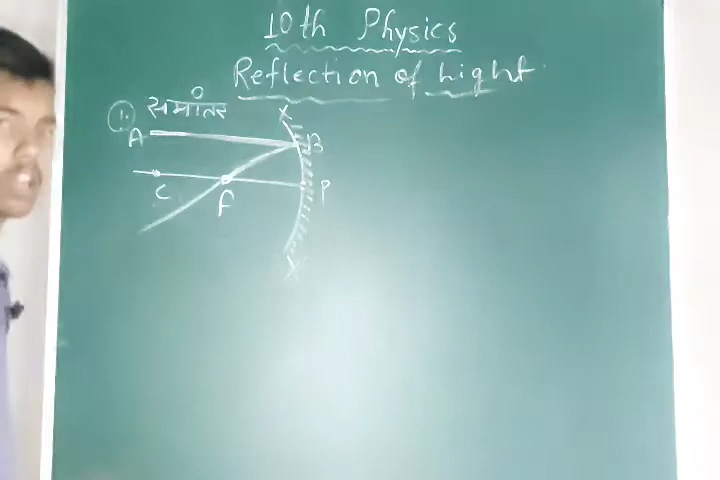 10th Physics
Reflection of Light
1. समांतर
X
A
B
C
F
P
Y